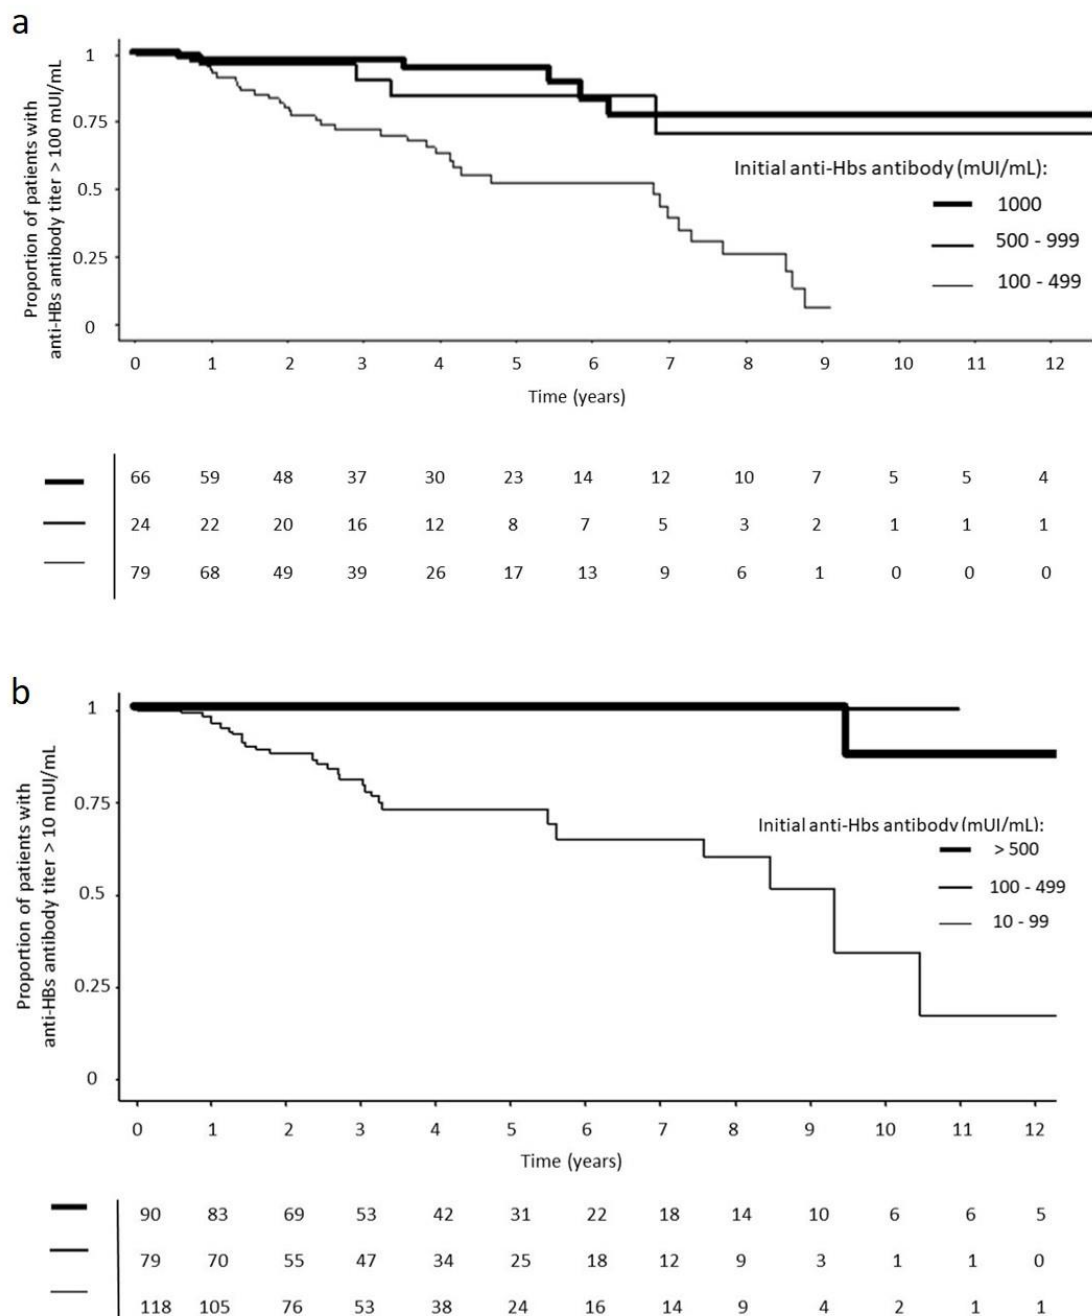 a
Proportion of patients with
anti-HBs antibody titer > 100 mUI/mL
1
0.75
0.5
0.25
0
Initial anti-Hbs antibody (mUI/mL):
1000
500 - 999
100 - 499
0 1 2 3 4 5 6 7 8 9 10 11 12
Time (years)
66 59 48 37 30 23 14 12 10 7 5 5 4
24 22 20 16 12 8 7 5 3 2 1 1 1
79 68 49 39 26 17 13 9 6 1 0 0 0
b
Proportion of patients with
anti-HBs antibody titer > 10 mUI/mL
1
0.75
0.5
0.25
0
Initial anti-Hbs antibody (mUI/mL):
> 500
100 - 499
10 - 99
0 1 2 3 4 5 6 7 8 9 10 11 12
Time (years)
90 83 69 53 42 31 22 18 14 10 6 6 5
79 70 55 47 34 25 18 12 9 3 1 1 0
118 105 76 53 38 24 16 14 9 4 2 1 1